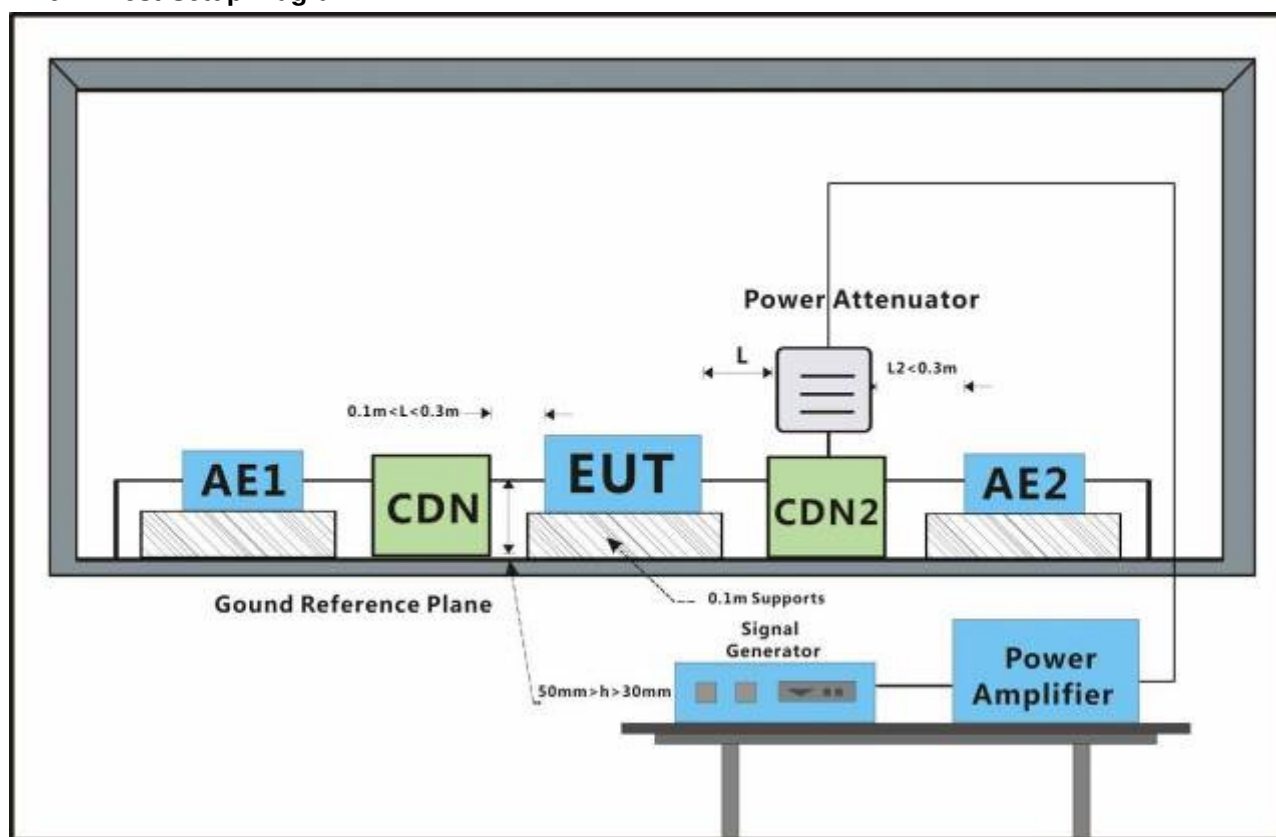 Power Attenuator
L
L2<0.3m
0.1m<L<0.3m
AE1
CDN
EUT
CDN2
AE2
Gound Reference Plane
0.1m Supports
Signal
Generator
50mm>h>30mm
Power
Amplifier